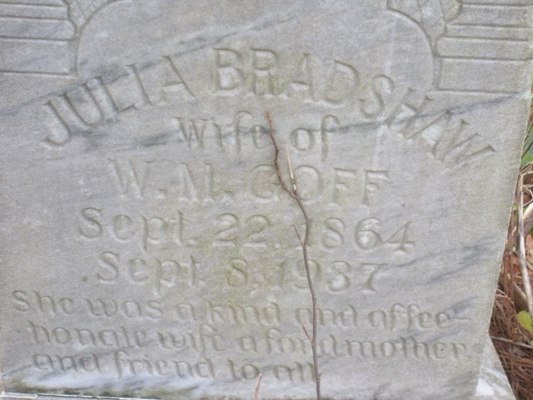 JULIA BRADSHAW
Wife of
W. M. GOFF
Sept. 22, 1864
Sept. 8, 1937
She was a kind and affec-
tionate wife a fond mother,
and friend to all